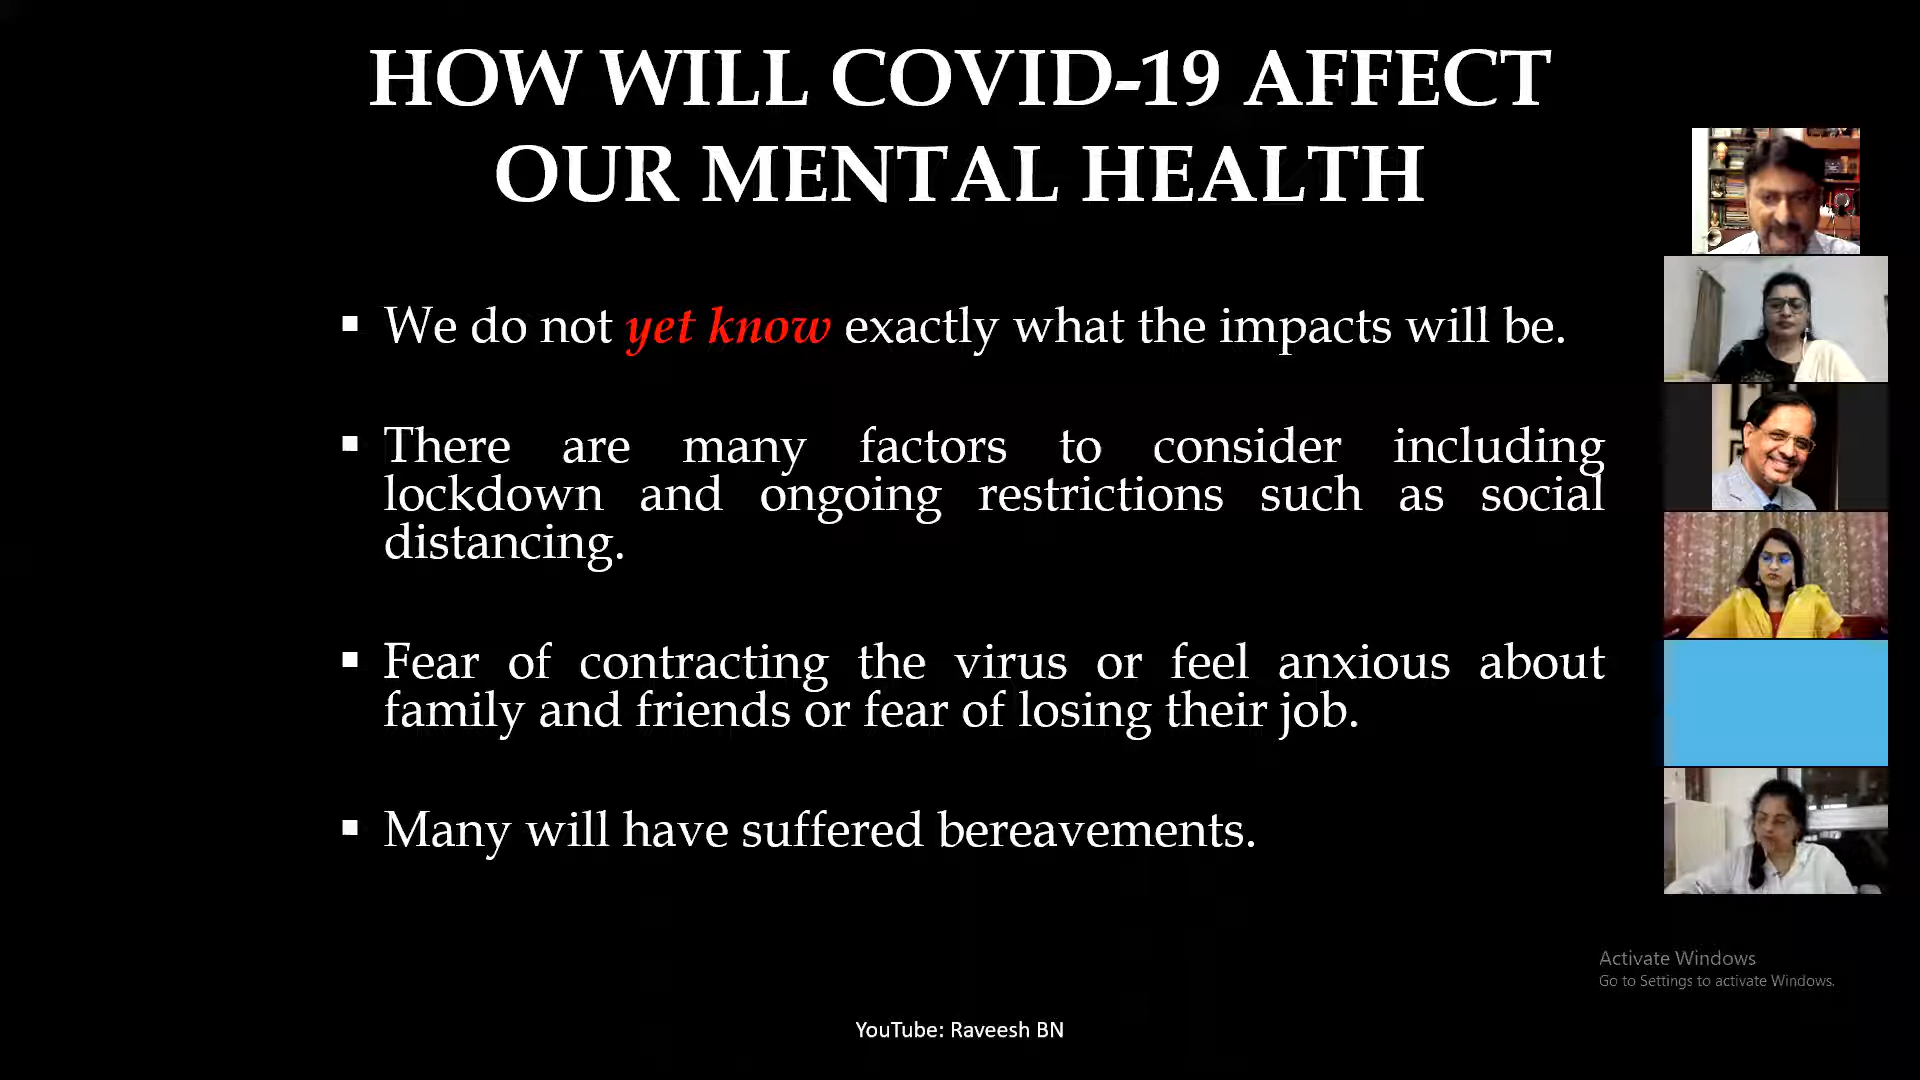 HOW WILL COVID-19 AFFECT
OUR MENTAL HEALTH
▪ We do not yet know exactly what the impacts will be.
▪ There are many factors to consider including
lockdown and ongoing restrictions such as social
distancing.
▪ Fear of contracting the virus or feel anxious about
family and friends or fear of losing their job.
▪ Many will have suffered bereavements.
Activate Windows
Go to Settings to activate Windows.
YouTube: Raveesh BN